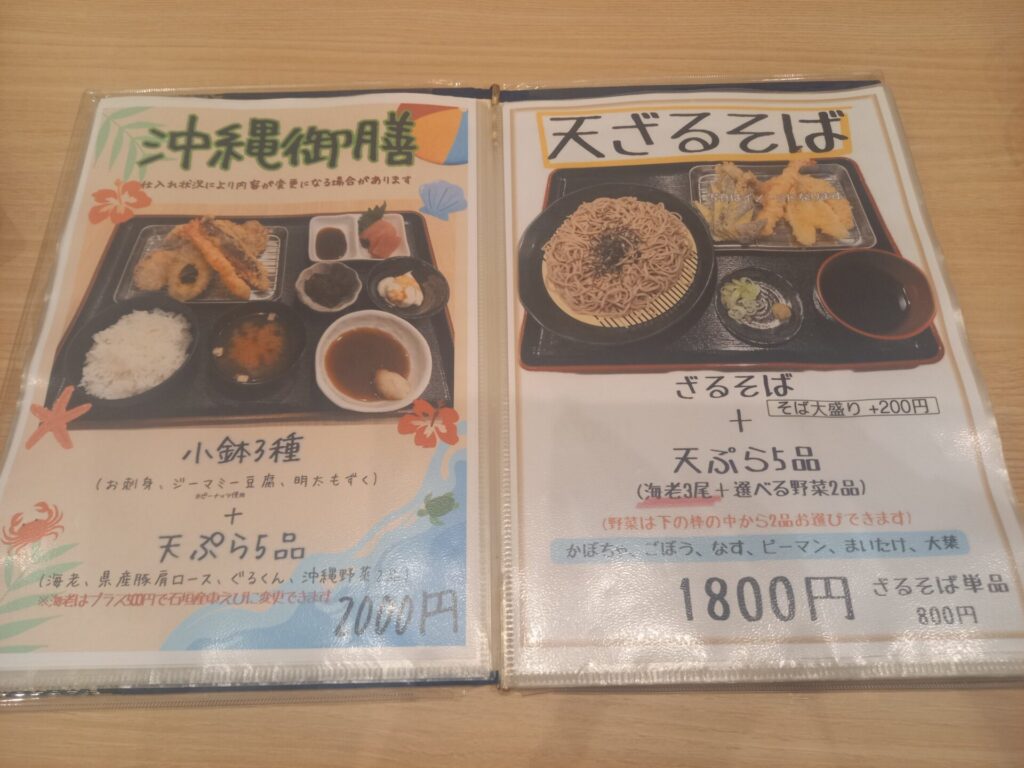 沖縄御膳
仕入れ状況により内容が変更になる場合があります
小鉢3種
(お刺身、ジーマミー豆腐、明太もずく)
※ピーナッツ使用
+
天ぷら5品
(海老、県産豚肩ロース、ぐるくん、沖縄野菜2品)
※海老はプラス300円で石垣産車えびに変更できます
2000円
天ざるそば
ざるそば
そば大盛り +200円
+
天ぷら5品
(海老3尾+選べる野菜2品)
(野菜は下の枠の中から2品お選びできます)
かぼちゃ、ごぼう、なす、ピーマン、まいたけ、大葉
1800円
ざるそば単品
800円